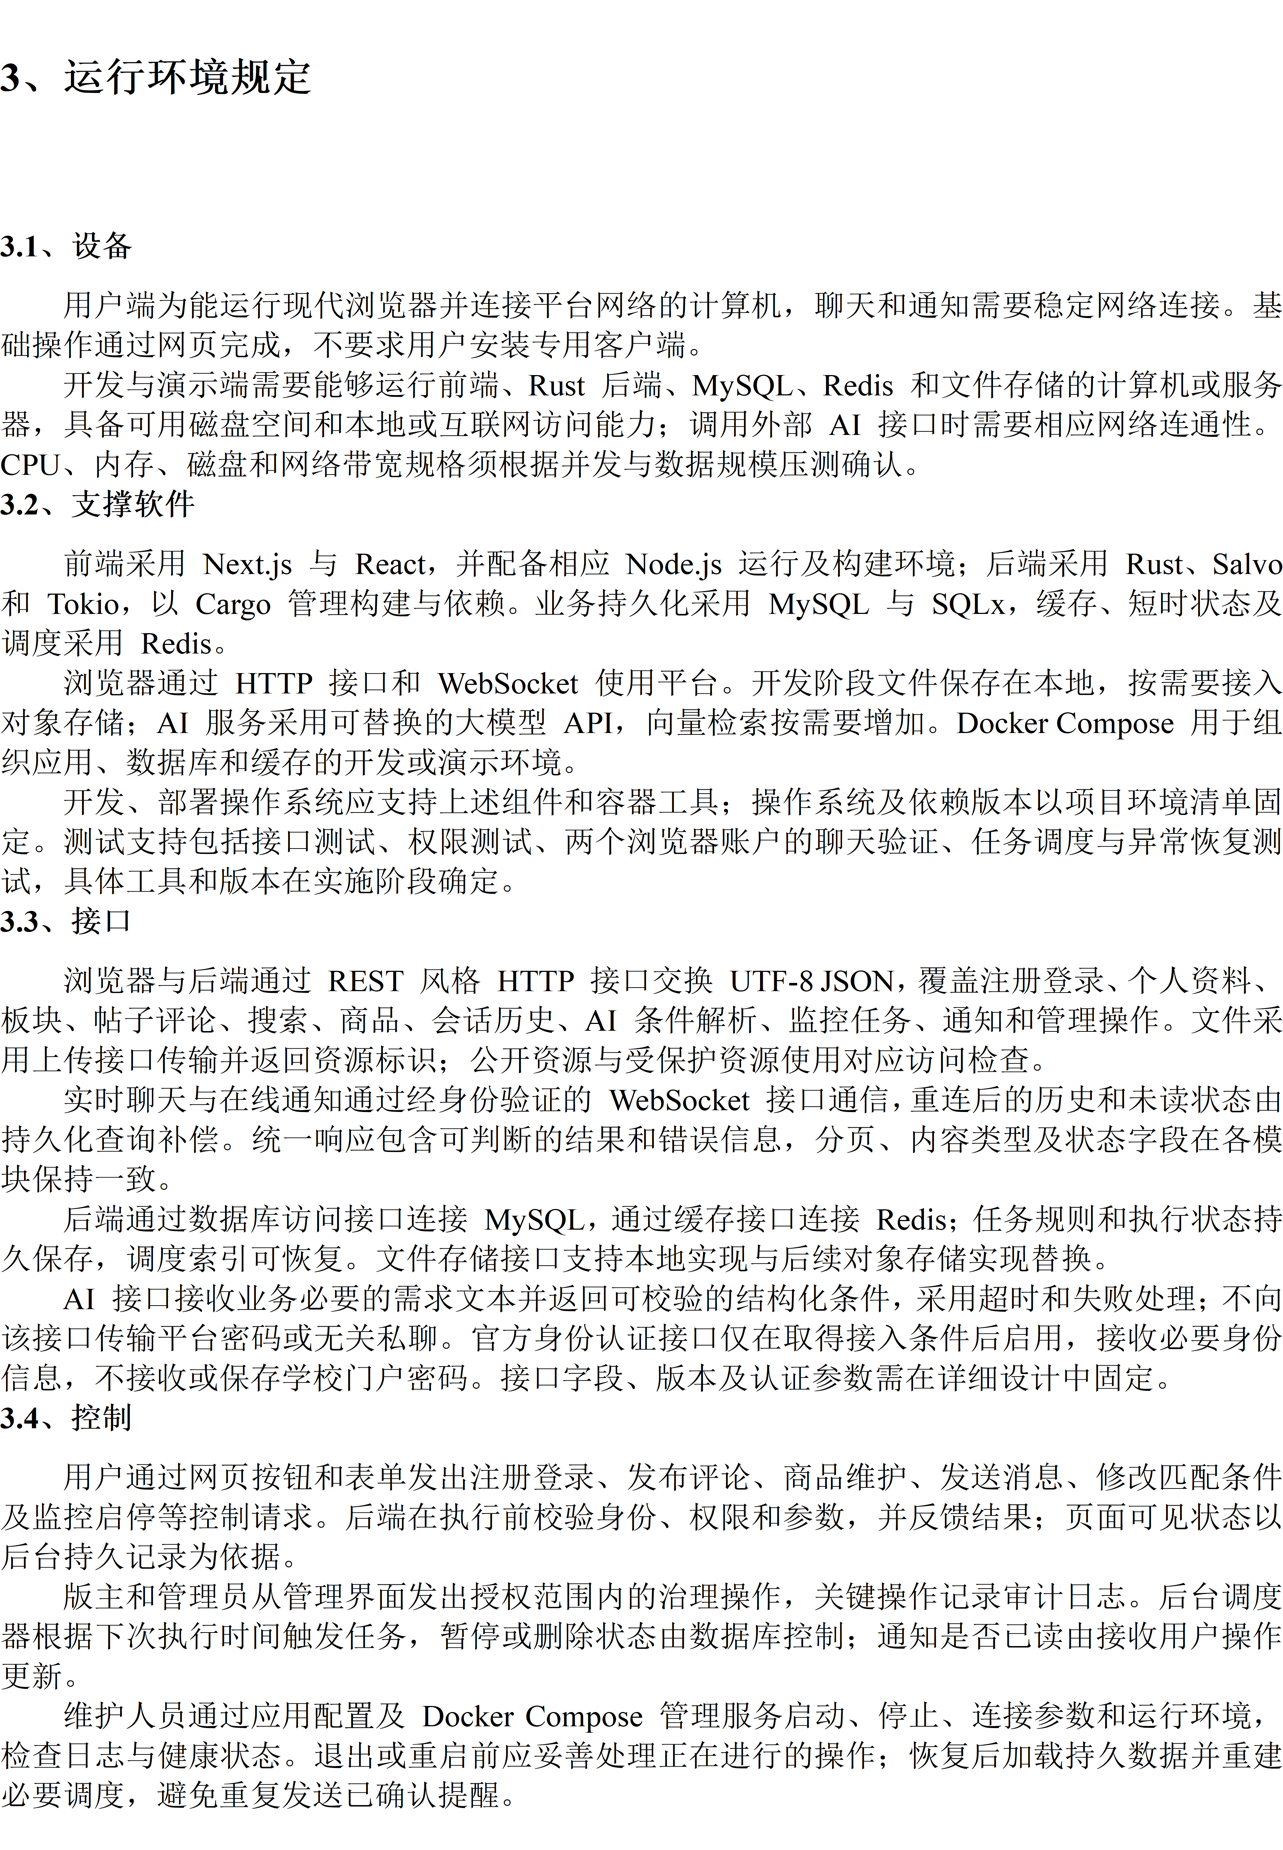 3、运行环境规定
3.1、设备
用户端为能运行现代浏览器并连接平台网络的计算机，聊天和通知需要稳定网络连接。基
础操作通过网页完成，不要求用户安装专用客户端。
开发与演示端需要能够运行前端、Rust 后端、MySQL、Redis 和文件存储的计算机或服务
器，具备可用磁盘空间和本地或互联网访问能力；调用外部 AI 接口时需要相应网络连通性。
CPU、内存、磁盘和网络带宽规格须根据并发与数据规模压测确认。
3.2、支撑软件
前端采用 Next.js 与 React，并配备相应 Node.js 运行及构建环境；后端采用 Rust、Salvo
和 Tokio，以 Cargo 管理构建与依赖。业务持久化采用 MySQL 与 SQLx，缓存、短时状态及
调度采用 Redis。
浏览器通过 HTTP 接口和 WebSocket 使用平台。开发阶段文件保存在本地，按需要接入
对象存储；AI 服务采用可替换的大模型 API，向量检索按需要增加。Docker Compose 用于组
织应用、数据库和缓存的开发或演示环境。
开发、部署操作系统应支持上述组件和容器工具；操作系统及依赖版本以项目环境清单固
定。测试支持包括接口测试、权限测试、两个浏览器账户的聊天验证、任务调度与异常恢复测
试，具体工具和版本在实施阶段确定。
3.3、接口
浏览器与后端通过 REST 风格 HTTP 接口交换 UTF-8 JSON，覆盖注册登录、个人资料、
板块、帖子评论、搜索、商品、会话历史、AI 条件解析、监控任务、通知和管理操作。文件采
用上传接口传输并返回资源标识；公开资源与受保护资源使用对应访问检查。
实时聊天与在线通知通过经身份验证的 WebSocket 接口通信，重连后的历史和未读状态由
持久化查询补偿。统一响应包含可判断的结果和错误信息，分页、内容类型及状态字段在各模
块保持一致。
后端通过数据库访问接口连接 MySQL，通过缓存接口连接 Redis；任务规则和执行状态持
久保存，调度索引可恢复。文件存储接口支持本地实现与后续对象存储实现替换。
AI 接口接收业务必要的需求文本并返回可校验的结构化条件，采用超时和失败处理；不向
该接口传输平台密码或无关私聊。官方身份认证接口仅在取得接入条件后启用，接收必要身份
信息，不接收或保存学校门户密码。接口字段、版本及认证参数需在详细设计中固定。
3.4、控制
用户通过网页按钮和表单发出注册登录、发布评论、商品维护、发送消息、修改匹配条件
及监控启停等控制请求。后端在执行前校验身份、权限和参数，并反馈结果；页面可见状态以
后台持久记录为依据。
版主和管理员从管理界面发出授权范围内的治理操作，关键操作记录审计日志。后台调度
器根据下次执行时间触发任务，暂停或删除状态由数据库控制；通知是否已读由接收用户操作
更新。
维护人员通过应用配置及 Docker Compose 管理服务启动、停止、连接参数和运行环境，
检查日志与健康状态。退出或重启前应妥善处理正在进行的操作；恢复后加载持久数据并重建
必要调度，避免重复发送已确认提醒。